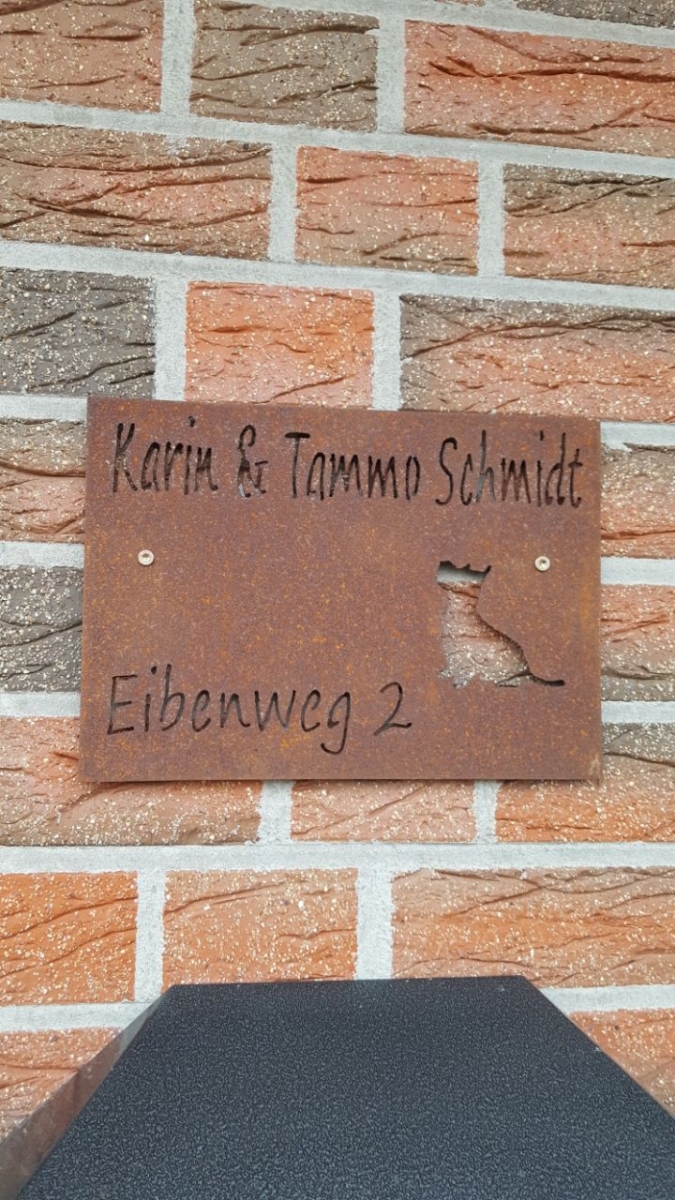 Karin & Tammo Schmidt
Eibenweg 2